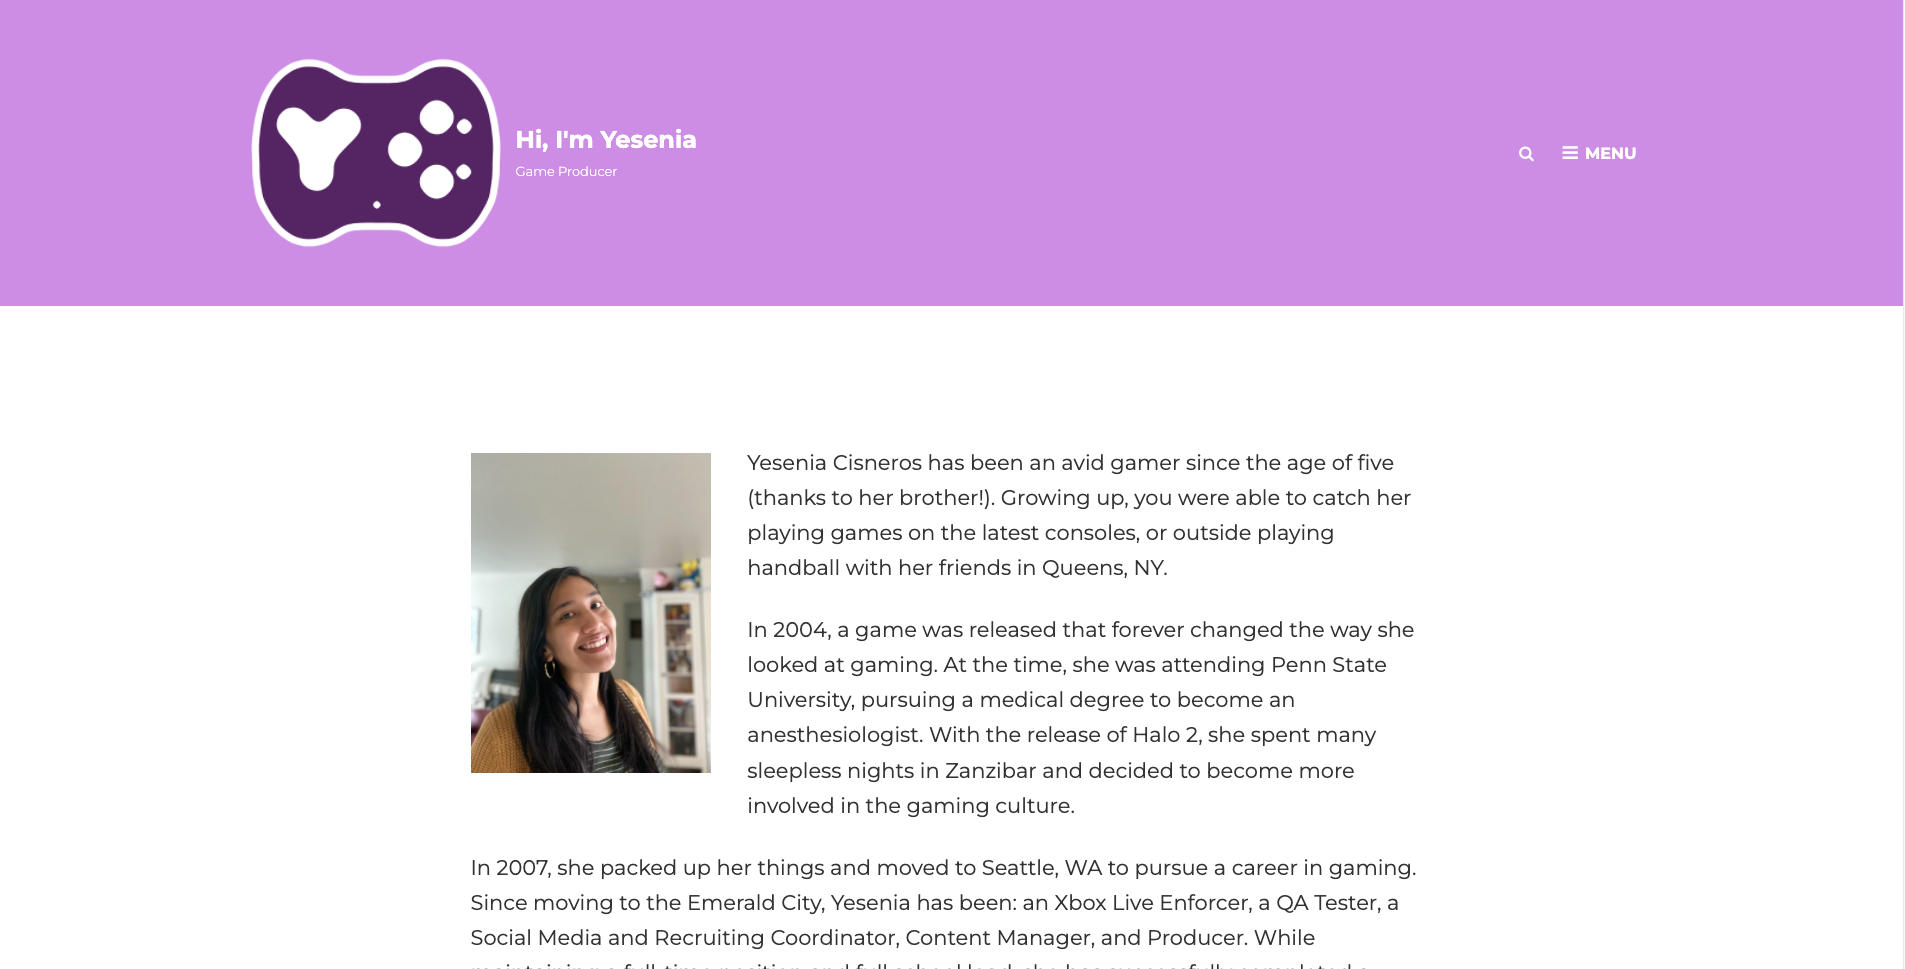 Hi, I'm Yesenia
Game Producer
MENU
Yesenia Cisneros has been an avid gamer since the age of five
(thanks to her brother!). Growing up, you were able to catch her
playing games on the latest consoles, or outside playing
handball with her friends in Queens, NY.
In 2004, a game was released that forever changed the way she
looked at gaming. At the time, she was attending Penn State
University, pursuing a medical degree to become an
anesthesiologist. With the release of Halo 2, she spent many
sleepless nights in Zanzibar and decided to become more
involved in the gaming culture.
In 2007, she packed up her things and moved to Seattle, WA to pursue a career in gaming.
Since moving to the Emerald City, Yesenia has been: an Xbox Live Enforcer, a QA Tester, a
Social Media and Recruiting Coordinator, Content Manager, and Producer. While